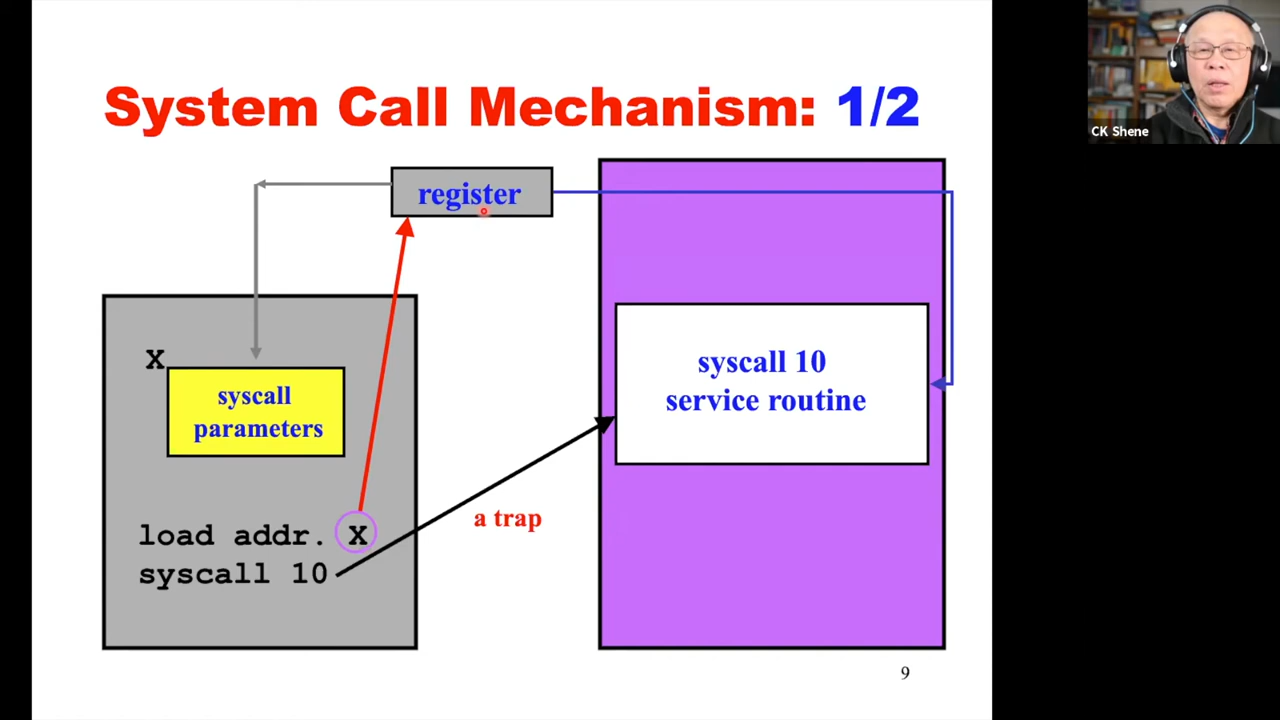 System Call Mechanism: 1/2
CK Shene
register
X
syscall
parameters
load addr. X
syscall 10
a trap
syscall 10
service routine
9